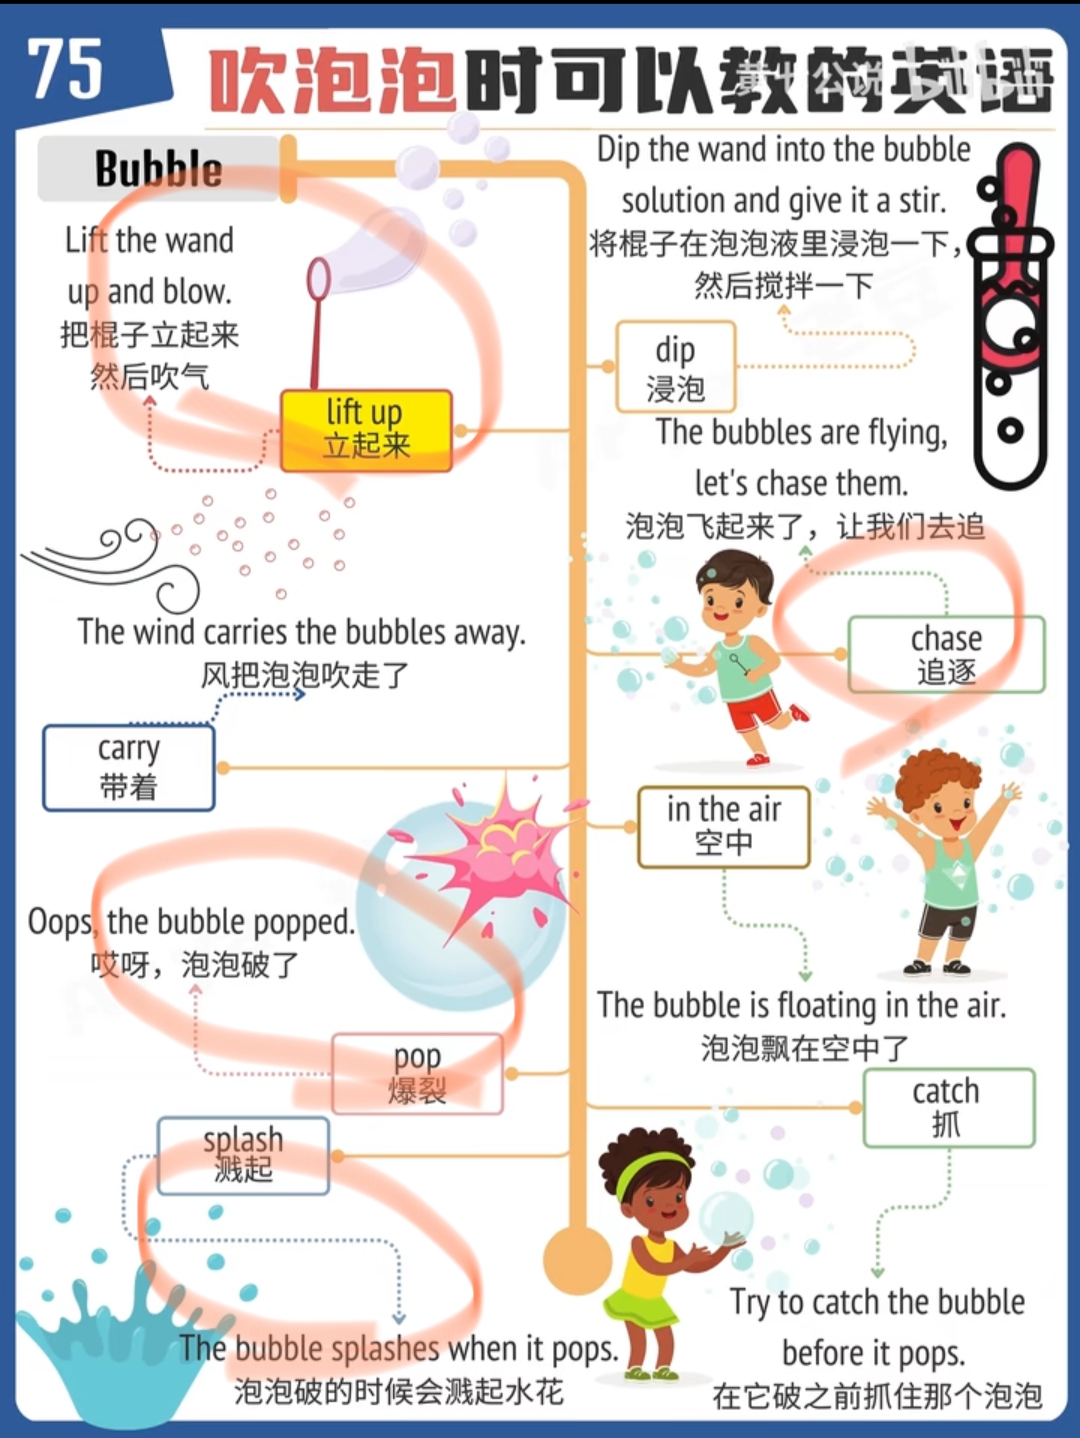 75
吹泡泡时可以教的英语
Bubble
Lift the wand
up and blow.
把棍子立起来
然后吹气
lift up
立起来
The wind carries the bubbles away.
风把泡泡吹走了
carry
带着
Oops, the bubble popped.
哎呀，泡泡破了
pop
爆裂
splash
溅起
The bubble splashes when it pops.
泡泡破的时候会溅起水花
Dip the wand into the bubble
solution and give it a stir.
将棍子在泡泡液里浸泡一下，
然后搅拌一下
dip
浸泡
The bubbles are flying,
let's chase them.
泡泡飞起来了，让我们去追
chase
追逐
in the air
空中
The bubble is floating in the air.
泡泡飘在空中了
catch
抓
Try to catch the bubble
before it pops.
在它破之前抓住那个泡泡